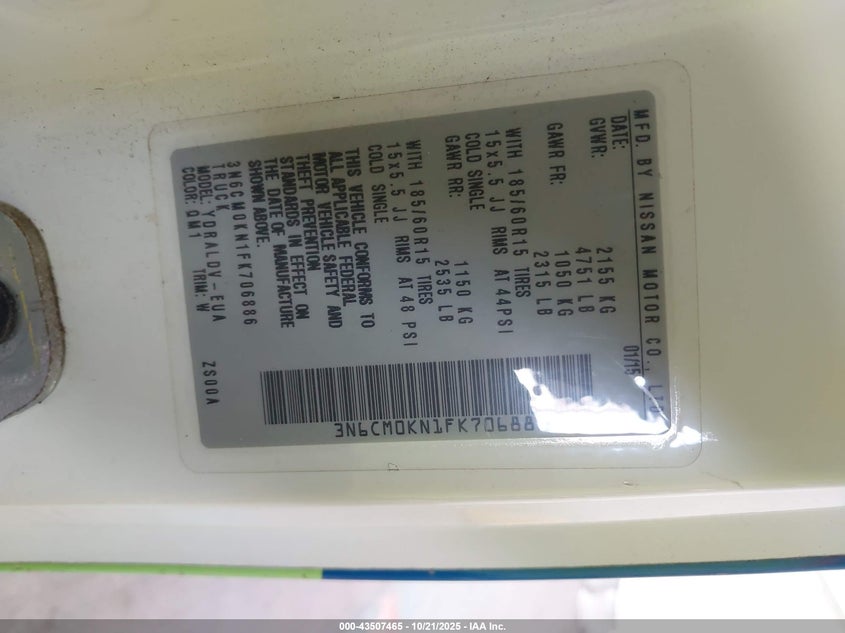 MFD. BY NISSAN MOTOR CO., LTD
DATE: 01/15
GVWR: 2155 KG
4751 LB
GAWR FR: 1050 KG
2315 LB
WITH 185/60R15 TIRES
15x5.5 JJ RIMS AT 44PSI
COLD SINGLE
GAWR RR: 1150 KG
2535 LB
WITH 185/60R15 TIRES
15x5.5 JJ RIMS AT 48 PSI
COLD SINGLE
THIS VEHICLE CONFORMS TO
ALL APPLICABLE FEDERAL
MOTOR VEHICLE SAFETY AND
THEFT PREVENTION
STANDARDS IN EFFECT ON
THE DATE OF MANUFACTURE
SHOWN ABOVE.
3N6CM0KN1FK706886
TRUCK
MODEL: YDRALDV-EUA
COLOR: QM1 TRIM: W ZS00A
3N6CM0KN1FK70688
000-43507465 - 10/21/2025 - IAA Inc.